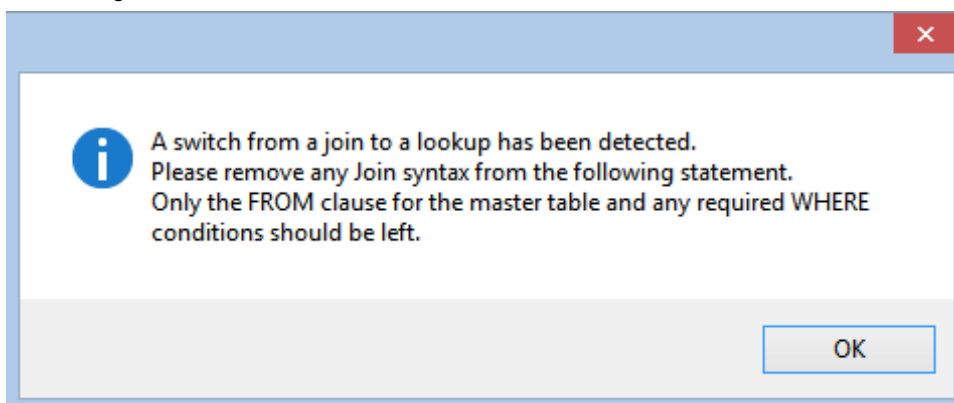 A switch from a join to a lookup has been detected.
Please remove any Join syntax from the following statement.
Only the FROM clause for the master table and any required WHERE
conditions should be left.
OK